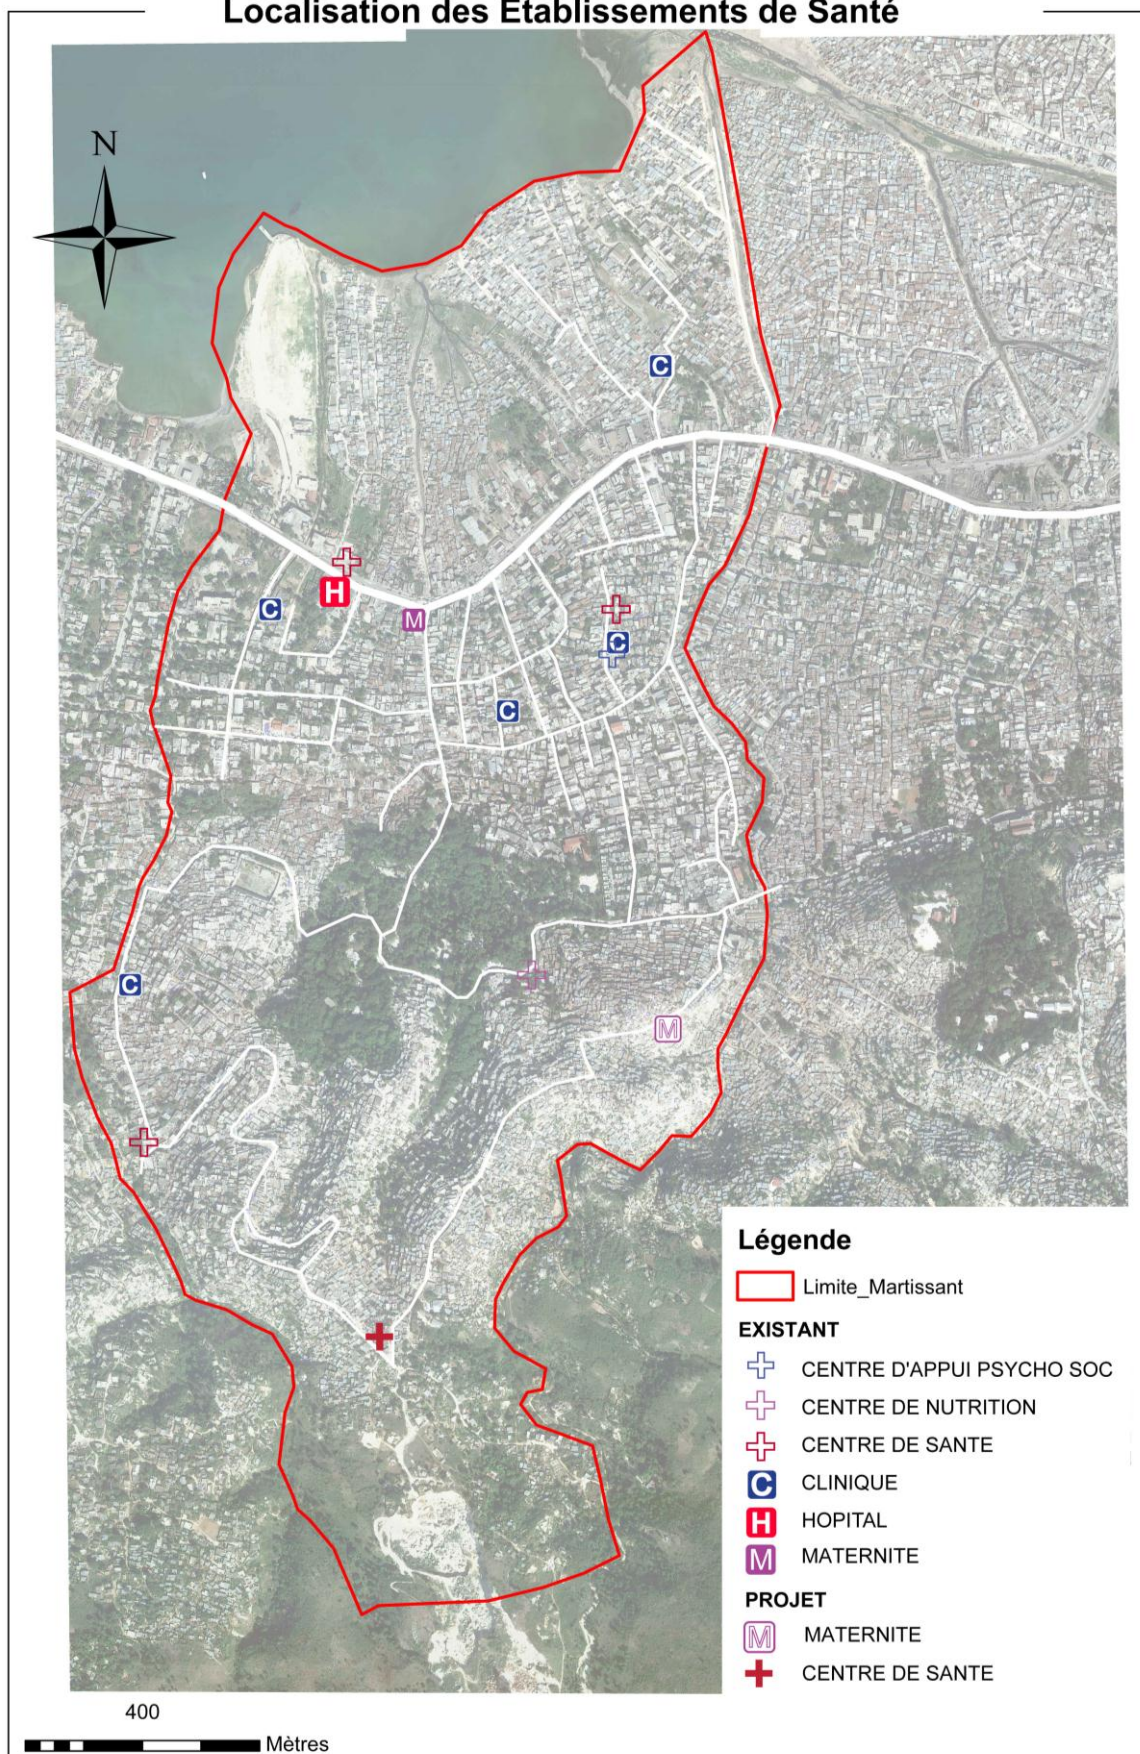 Localisation des Etablissements de Santé
N
C
H
C
M
C
C
C
M
Légende
Limite_Martissant
EXISTANT
CENTRE D'APPUI PSYCHO SOC
CENTRE DE NUTRITION
CENTRE DE SANTE
C CLINIQUE
H HOPITAL
M MATERNITE
PROJET
M MATERNITE
CENTRE DE SANTE
400
Mètres